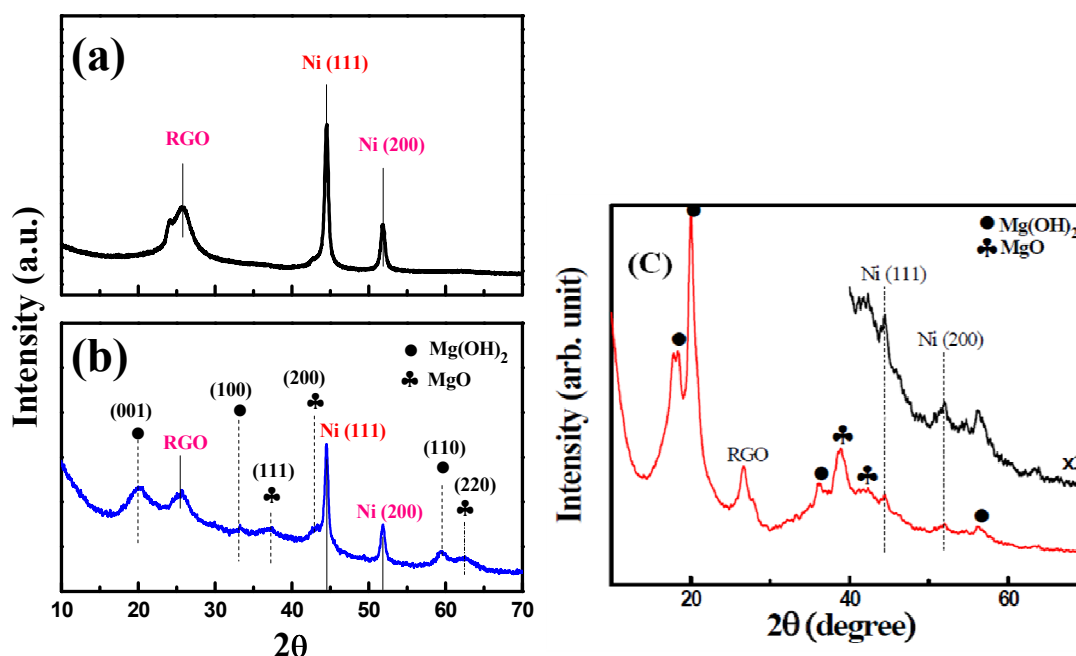 (a)
Ni (111)
RGO
Ni (200)
Intensity (a.u.)
(b)
● Mg(OH)2
♣ MgO
(001)
(100)
(200)
RGO
(111)
Ni (111)
Ni (200)
(110)
(220)
10 20 30 40 50 60 70
2θ
(C)
● Mg(OH)2
♣ MgO
Ni (111)
Ni (200)
RGO
Intensity (arb. unit)
20 40 60
2θ (degree)